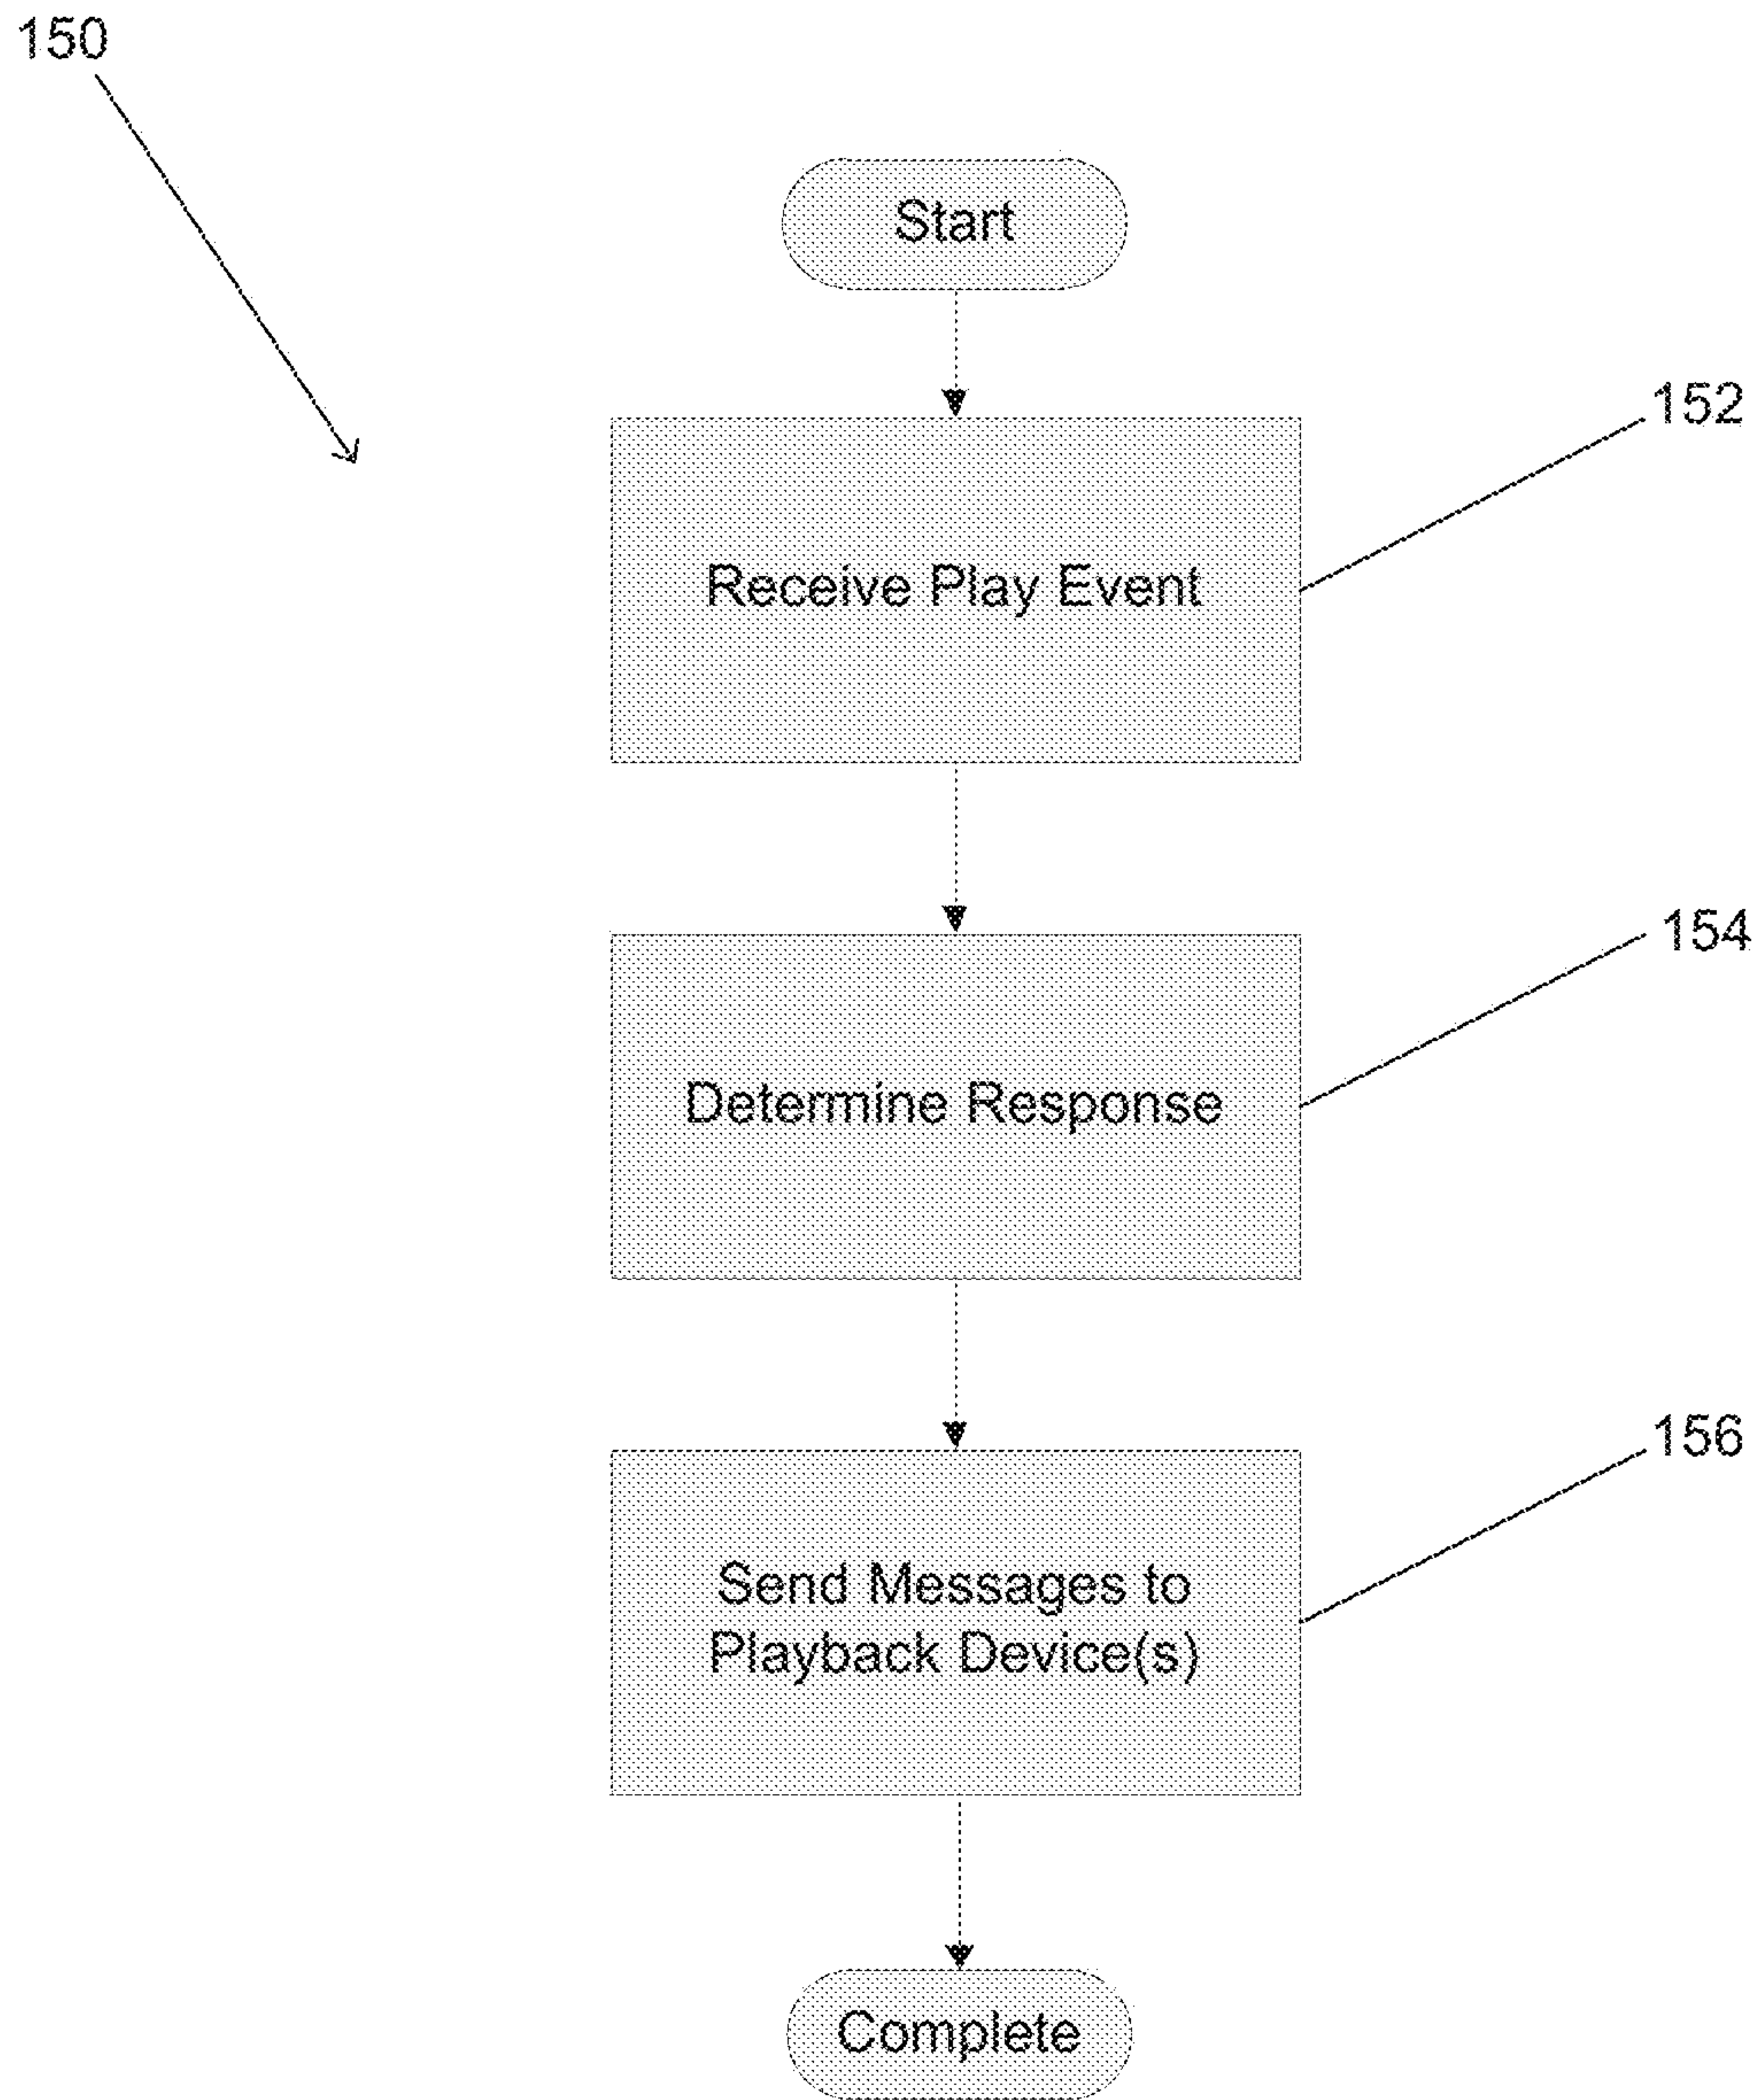 150
Start
152
Receive Play Event
154
Determine Response
156
Send Messages to
Playback Device(s)
Complete